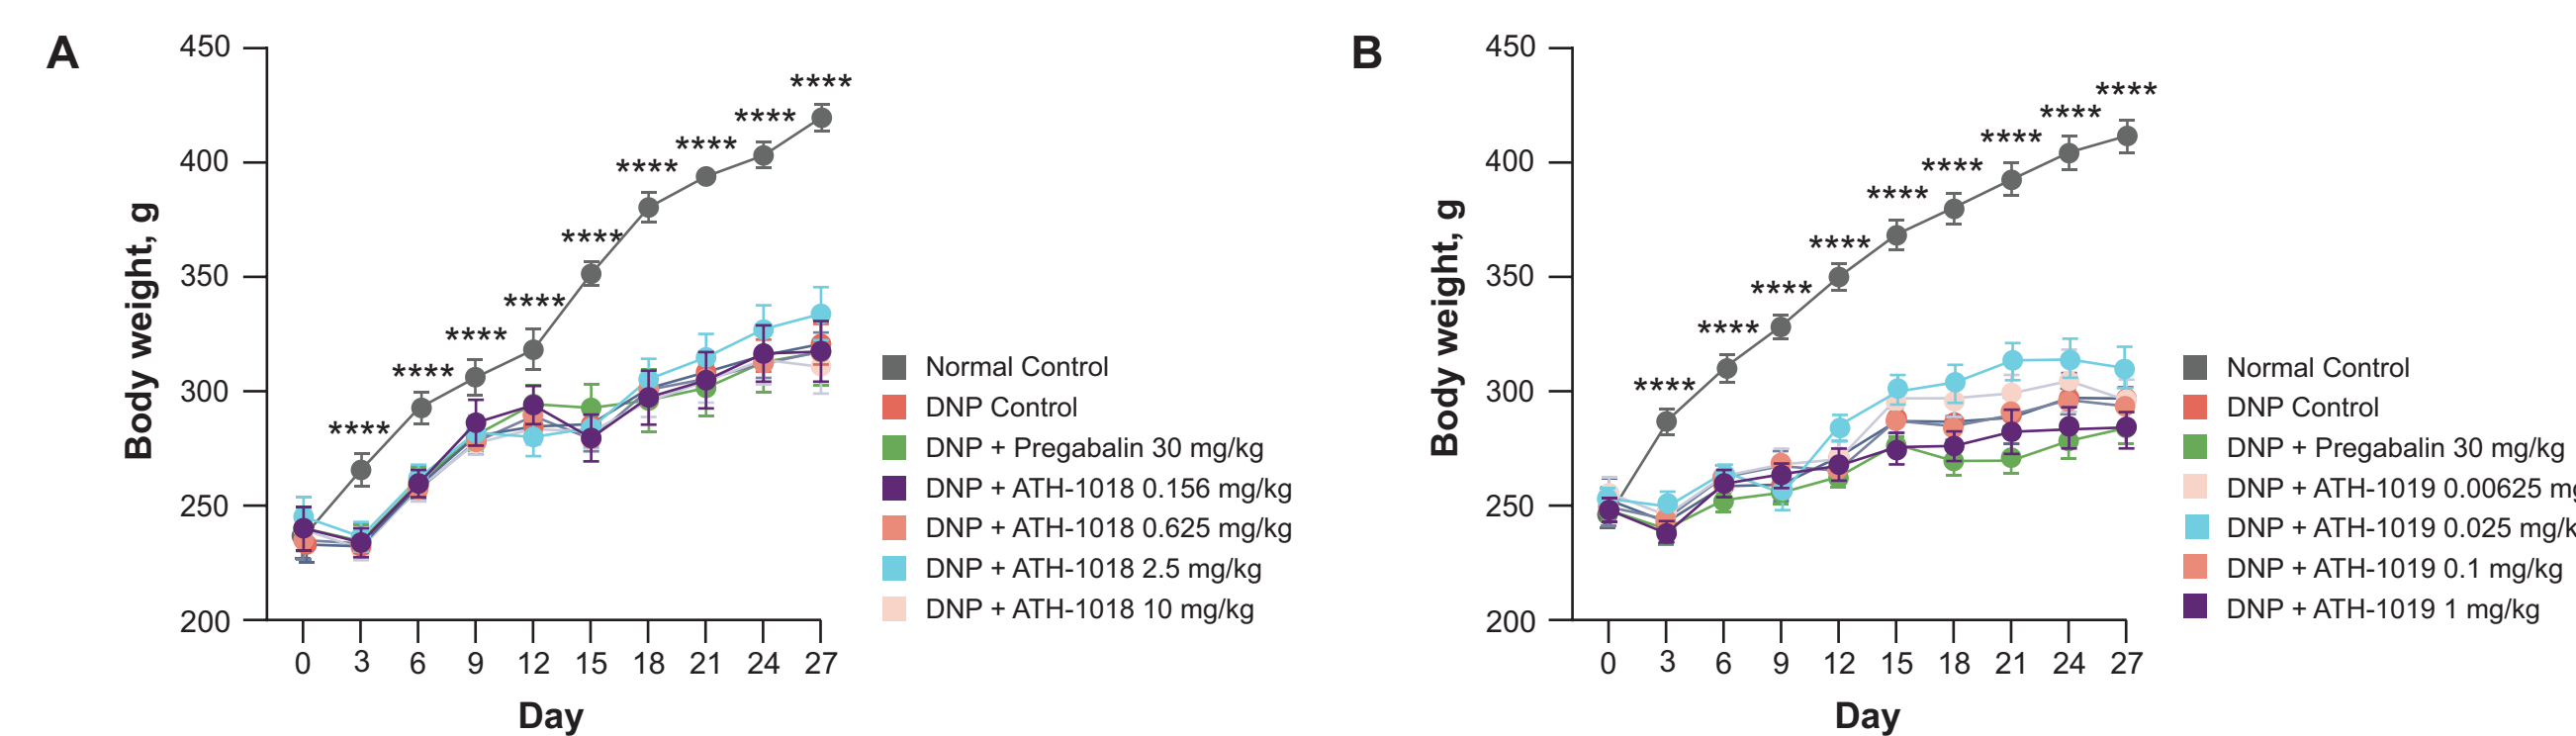 A
450
400
350
300
250
200
Body weight, g
****
****
****
****
****
****
****
****
****
0 3 6 9 12 15 18 21 24 27
Day
Normal Control
DNP Control
DNP + Pregabalin 30 mg/kg
DNP + ATH-1018 0.156 mg/kg
DNP + ATH-1018 0.625 mg/kg
DNP + ATH-1018 2.5 mg/kg
DNP + ATH-1018 10 mg/kg
B
450
400
350
300
250
200
Body weight, g
****
****
****
****
****
****
****
****
****
0 3 6 9 12 15 18 21 24 27
Day
Normal Control
DNP Control
DNP + Pregabalin 30 mg/kg
DNP + ATH-1019 0.00625
DNP + ATH-1019 0.025
DNP + ATH-1019 0.1 mg/kg
DNP + ATH-1019 1 mg/kg